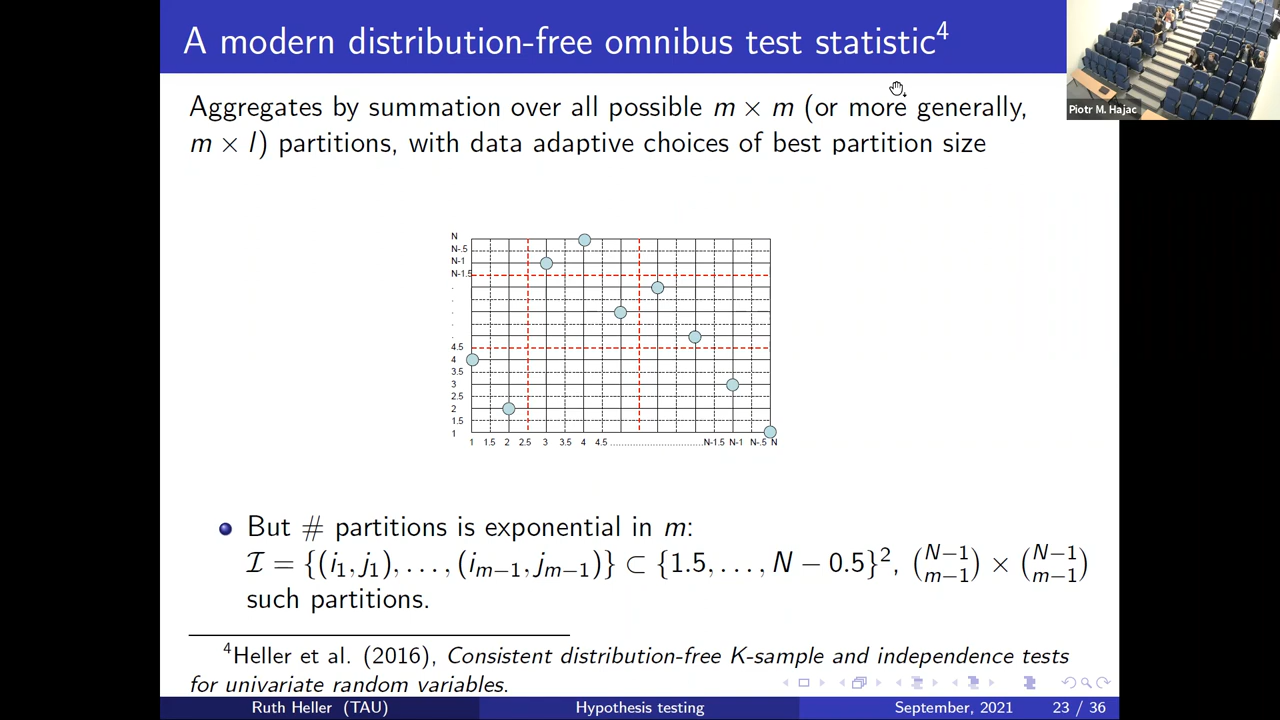 A modern distribution-free omnibus test statistic⁴
Piotr M. Hajac
Aggregates by summation over all possible m × m (or more generally,
m × l) partitions, with data adaptive choices of best partition size
N
N-.5
N-1
N-1.5
.
.
.
.
4.5
4
3.5
3
2.5
2
1.5
1
1 1.5 2 2.5 3 3.5 4 4.5 ........................ N-1.5 N-1 N-.5 N
But # partitions is exponential in m:
ℐ = {(i₁, j₁), . . . , (iₘ₋₁, jₘ₋₁)} ⊂ {1.5, . . . , N − 0.5}², (N−1 m−1) × (N−1 m−1)
such partitions.
⁴Heller et al. (2016), Consistent distribution-free K-sample and independence tests
for univariate random variables.
Ruth Heller (TAU) Hypothesis testing September, 2021 23 / 36